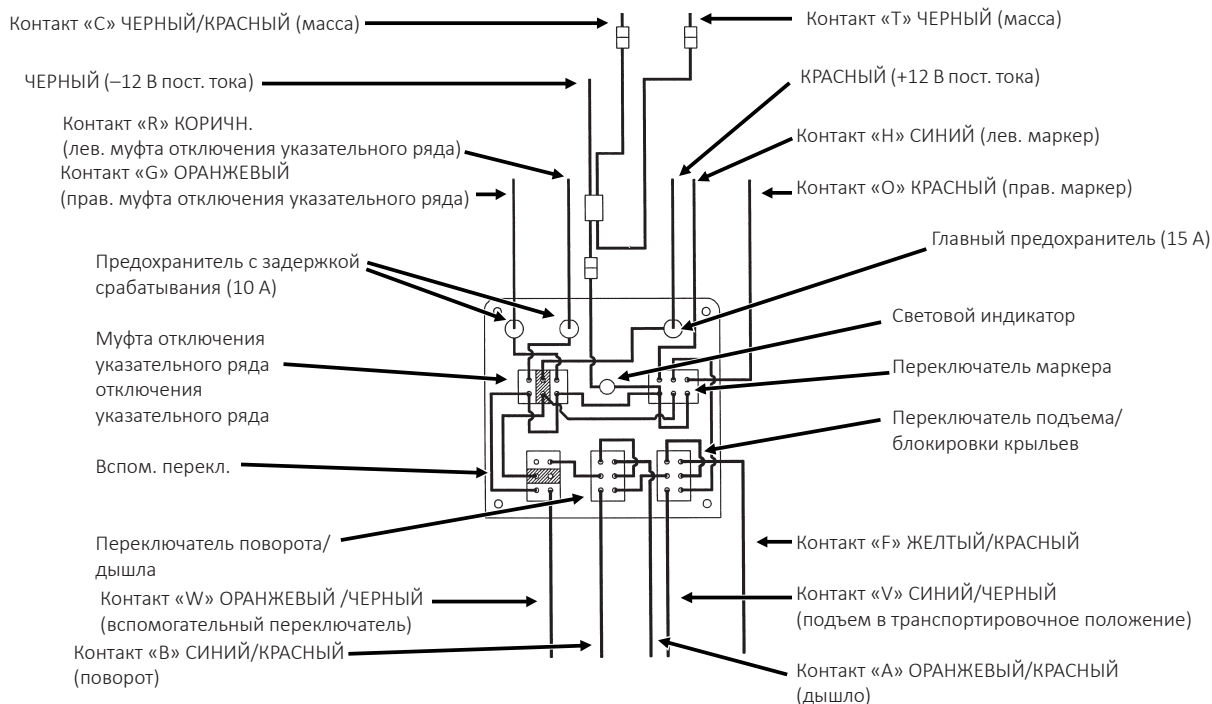 Контакт «C» ЧЕРНЫЙ/КРАСНЫЙ (масса)
Контакт «T» ЧЕРНЫЙ (масса)
ЧЕРНЫЙ (–12 В пост. тока)
КРАСНЫЙ (+12 В пост. тока)
Контакт «R» КОРИЧН.
(лев. муфта отключения указательного ряда)
Контакт «G» ОРАНЖЕВЫЙ
(прав. муфта отключения указательного ряда)
Контакт «H» СИНИЙ (лев. маркер)
Контакт «O» КРАСНЫЙ (прав. маркер)
Главный предохранитель (15 А)
Предохранитель с задержкой
срабатывания (10 А)
Световой индикатор
Муфта отключения
указательного ряда
отключения
указательного ряда
Переключатель маркера
Переключатель подъема/
блокировки крыльев
Вспом. перекл.
Переключатель поворота/
дышла
Контакт «F» ЖЕЛТЫЙ/КРАСНЫЙ
Контакт «W» ОРАНЖЕВЫЙ /ЧЕРНЫЙ
(вспомогательный переключатель)
Контакт «V» СИНИЙ/ЧЕРНЫЙ
(подъем в транспортировочное положение)
Контакт «B» СИНИЙ/КРАСНЫЙ
(поворот)
Контакт «A» ОРАНЖЕВЫЙ/КРАСНЫЙ
(дышло)